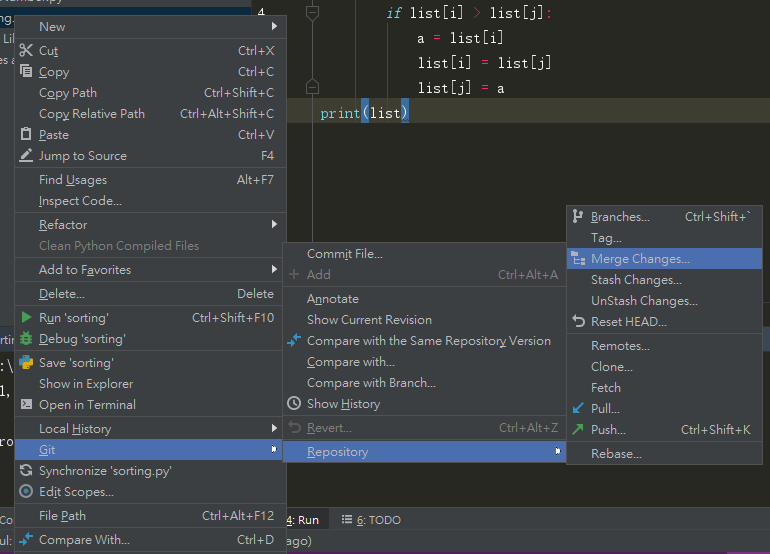 New
Cut Ctrl+X
Copy Ctrl+C
Copy Path Ctrl+Shift+C
Copy Relative Path Ctrl+Alt+Shift+C
Paste Ctrl+V
Jump to Source F4
Find Usages Alt+F7
Inspect Code...
Refactor
Clean Python Compiled Files
Add to Favorites
Delete... Delete
Run 'sorting' Ctrl+Shift+F10
Debug 'sorting'
Save 'sorting'
Show in Explorer
Open in Terminal
Local History
Git
Synchronize 'sorting.py'
Edit Scopes...
File Path Ctrl+Alt+F12
Compare With... Ctrl+D
if list[i] > list[j]:
a = list[i]
list[i] = list[j]
list[j] = a
print(list)
Commit File...
Add Ctrl+Alt+A
Annotate
Show Current Revision
Compare with the Same Repository Version
Compare with...
Compare with Branch...
Show History
Revert... Ctrl+Alt+Z
Repository
Branches... Ctrl+Shift+`
Tag...
Merge Changes...
Stash Changes...
UnStash Changes...
Reset HEAD...
Remotes...
Clone...
Fetch
Pull...
Push... Ctrl+Shift+K
Rebase...
4: Run 6: TODO
ago)